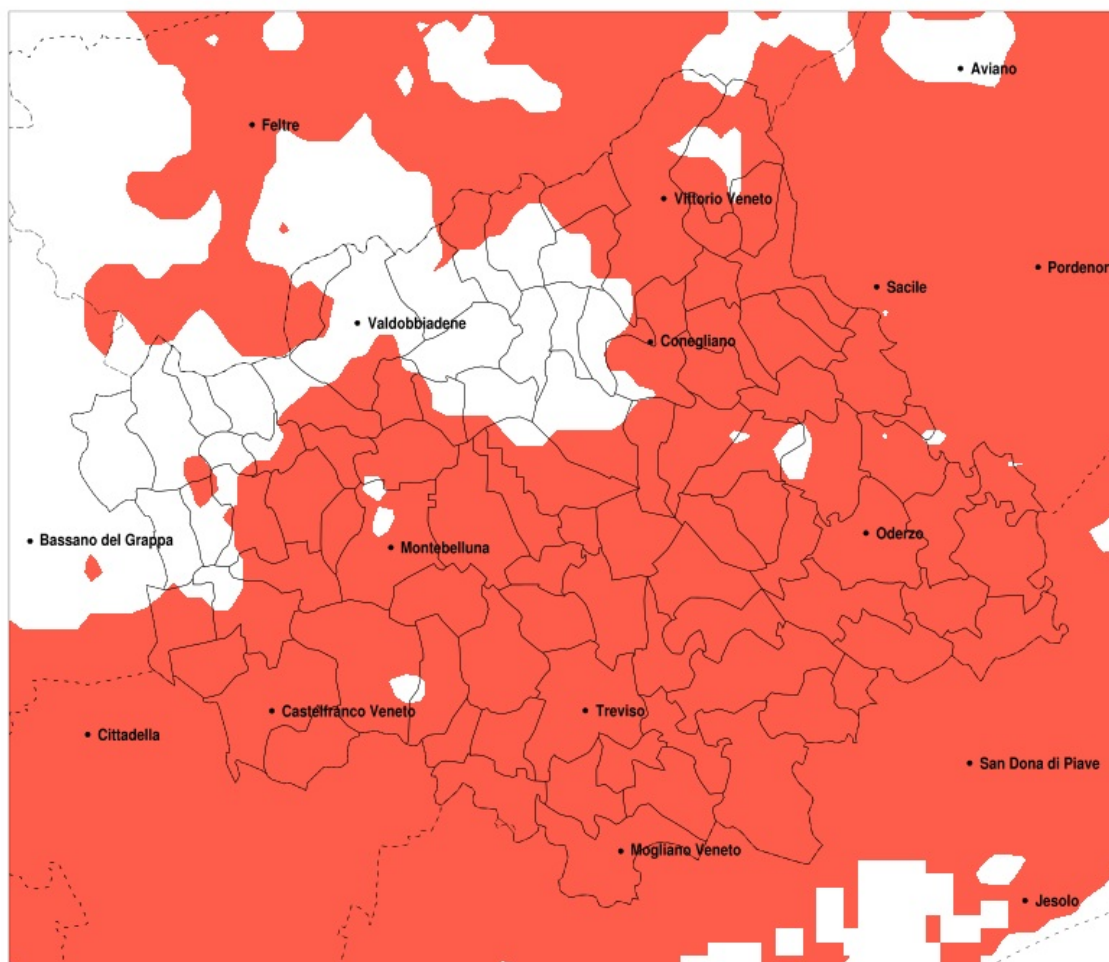 Aviano
Feltre
Vittorio Veneto
Pordenon
Sacile
Valdobbiadene
Conegliano
Oderzo
Bassano del Grappa
Montebelluna
Castelfranco Veneto
Treviso
Cittadella
San Dona di Piave
Mogliano Veneto
Jesolo